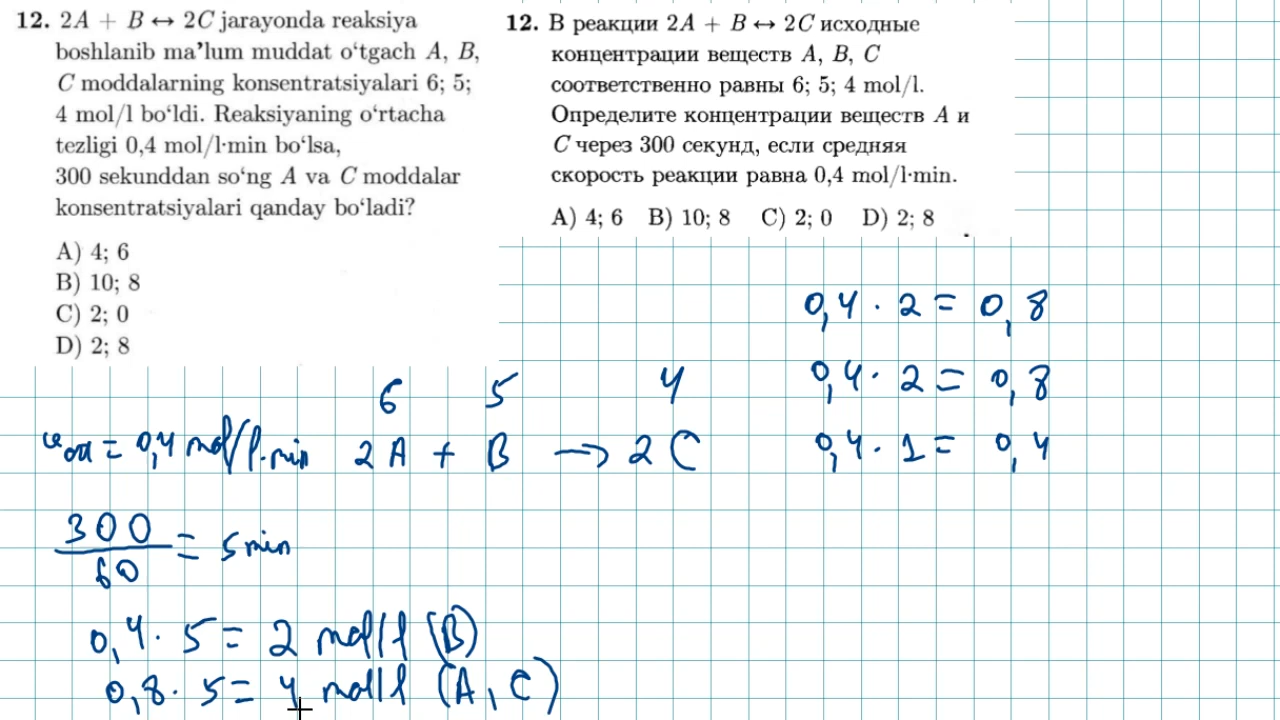 12. 2A + B ↔ 2C jarayonda reaksiya
boshlanib ma’lum muddat o‘tgach A, B,
C moddalarning konsentratsiyalari 6; 5;
4 mol/l bo‘ldi. Reaksiyaning o‘rtacha
tezligi 0,4 mol/l·min bo‘lsa,
300 sekunddan so‘ng A va C moddalar
konsentratsiyalari qanday bo‘ladi?
A) 4; 6
B) 10; 8
C) 2; 0
D) 2; 8
12. В реакции 2A + B ↔ 2C исходные
концентрации веществ A, B, C
соответственно равны 6; 5; 4 mol/l.
Определите концентрации веществ A и
C через 300 секунд, если средняя
скорость реакции равна 0,4 mol/l·min.
A) 4; 6 B) 10; 8 C) 2; 0 D) 2; 8
0,4 · 2 = 0,8
0,4 · 2 = 0,8
0,4 · 1 = 0,4
6 5 4
= 0,4 mol/l·min 2A + B → 2C
300/60 = 5 min
0,4 · 5 = 2 mol/l (B)
0,8 · 5 = 4 mol/l (A, C)